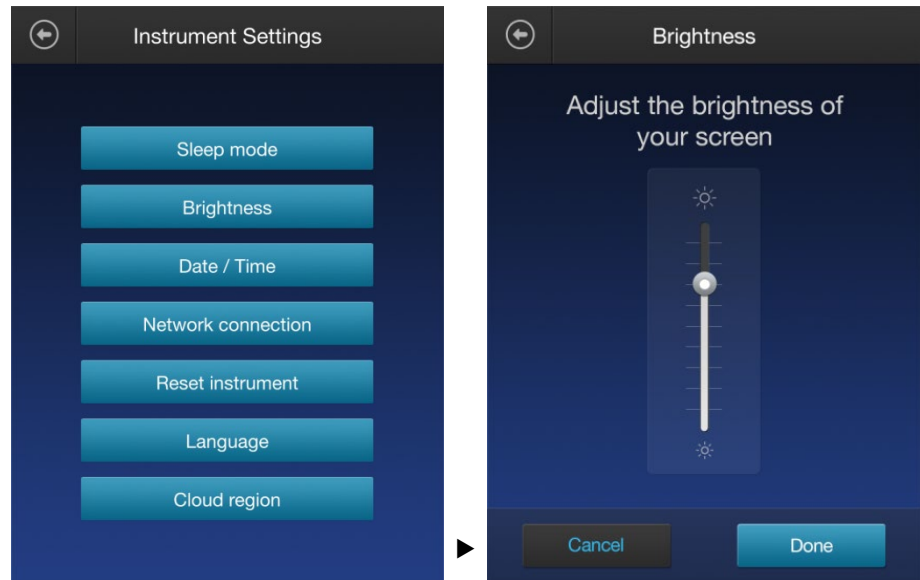 Instrument Settings
Sleep mode
Brightness
Date / Time
Network connection
Reset instrument
Language
Cloud region
Brightness
Adjust the brightness of
your screen
Cancel
Done